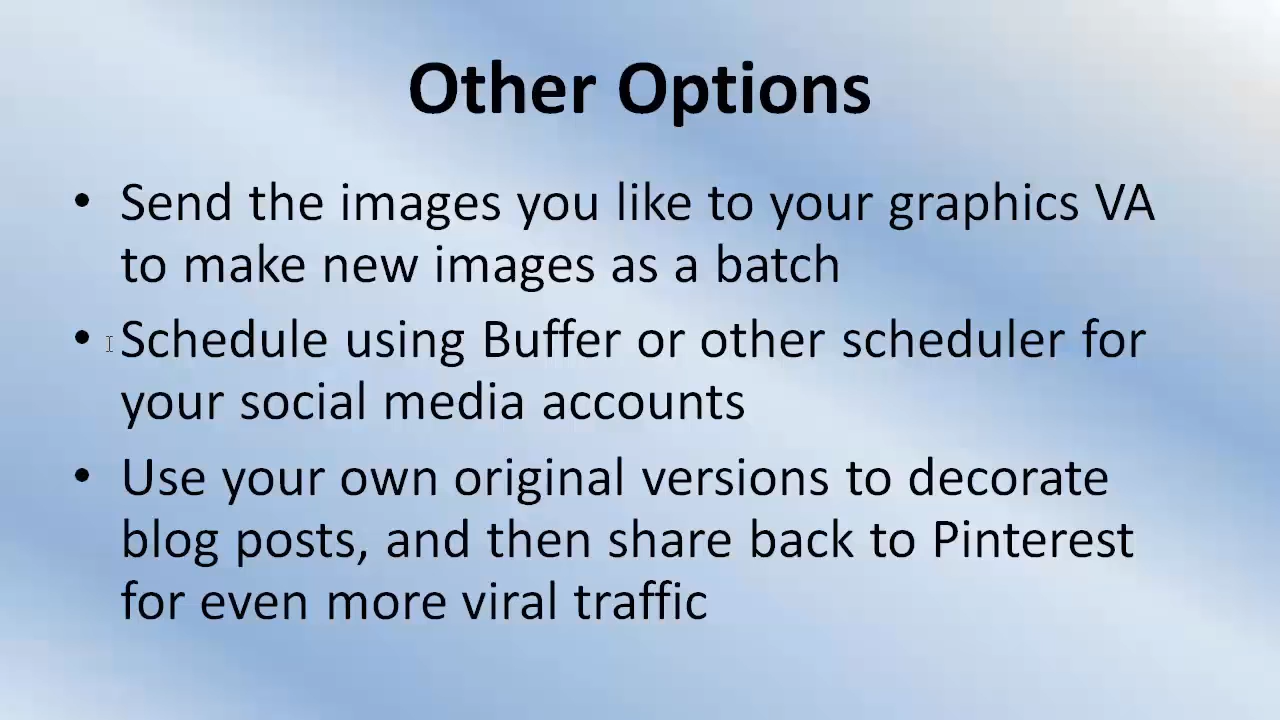 Other Options
• Send the images you like to your graphics VA
to make new images as a batch
• Schedule using Buffer or other scheduler for
your social media accounts
• Use your own original versions to decorate
blog posts, and then share back to Pinterest
for even more viral traffic